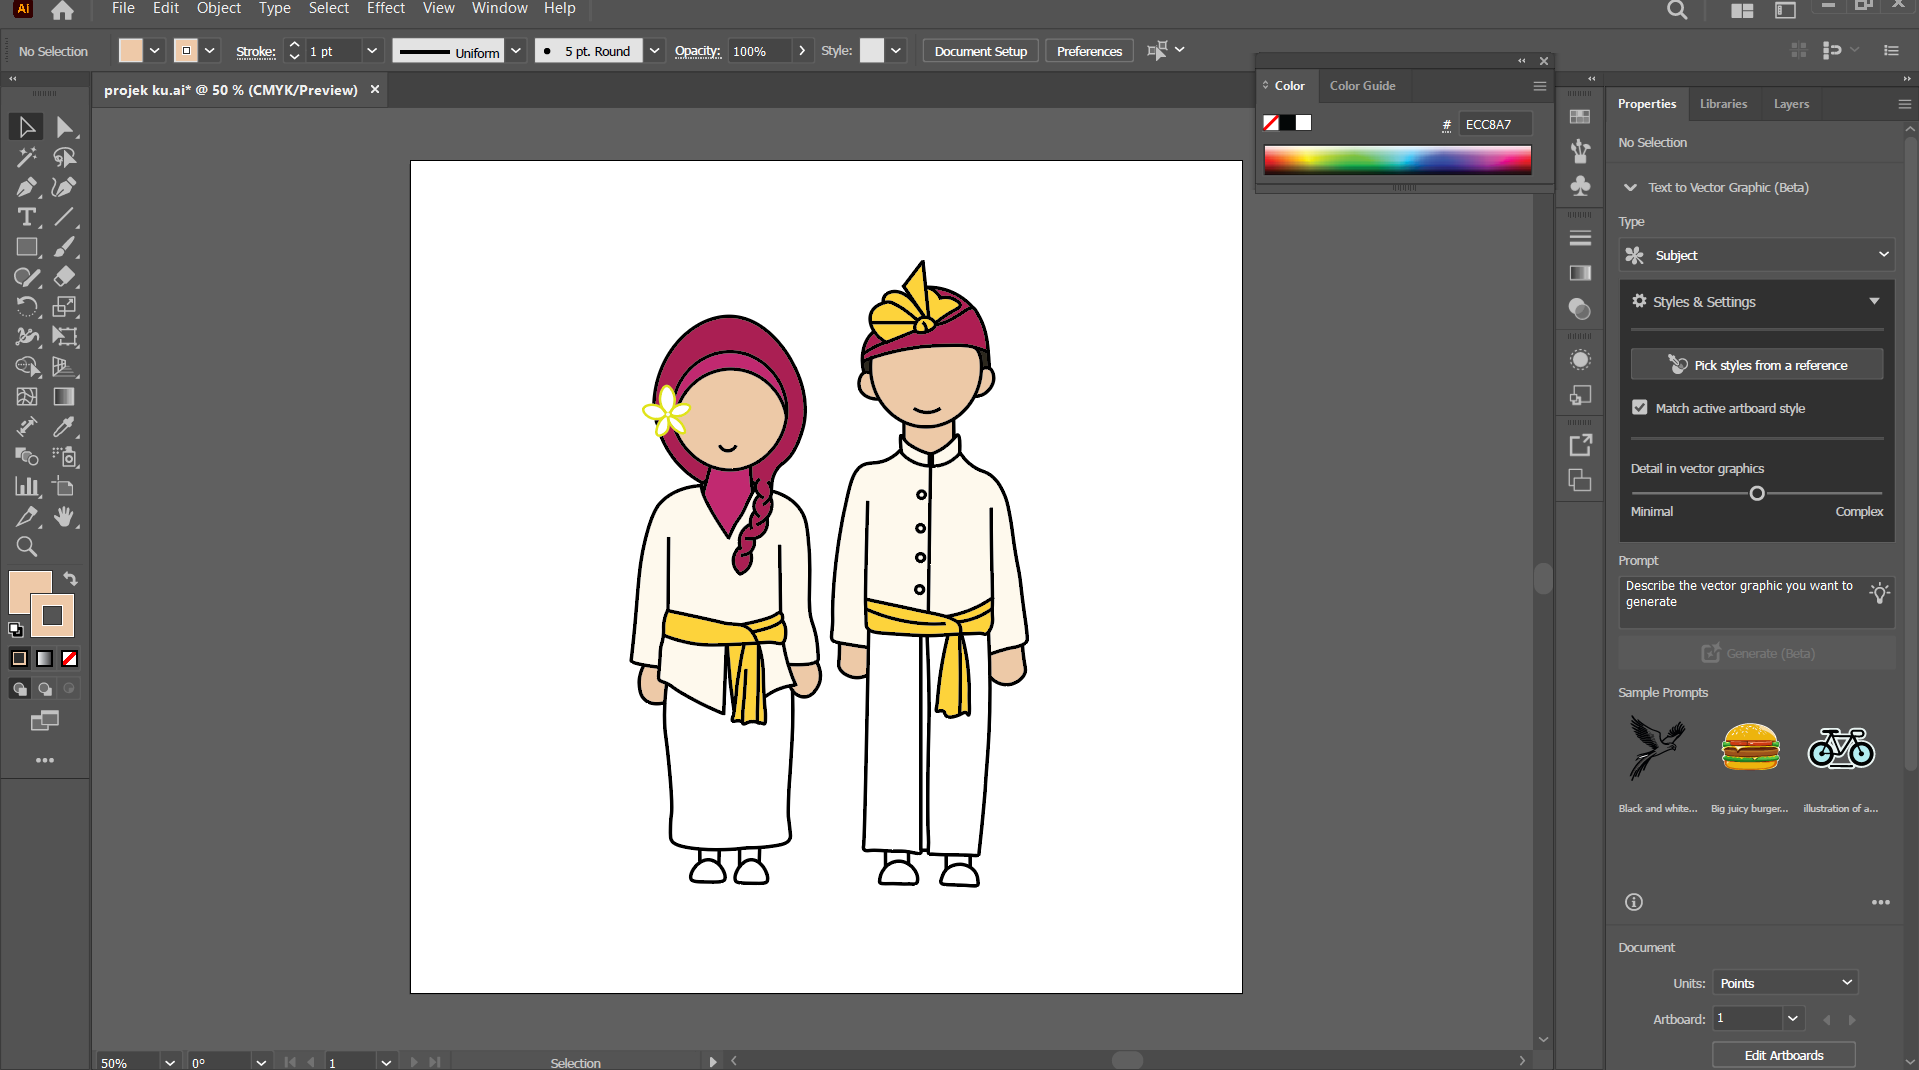 Ai File Edit Object Type Select Effect View Window Help
No Selection Stroke: 1 pt Uniform 5 pt. Round Opacity: 100% Style: Document Setup Preferences
projek ku.ai* @ 50 % (CMYK/Preview) ×
Color Color Guide
# ECC8A7
Properties Libraries Layers
No Selection
Text to Vector Graphic (Beta)
Type
Subject
Styles & Settings
Pick styles from a reference
Match active artboard style
Detail in vector graphics
Minimal Complex
Prompt
Describe the vector graphic you want to
generate
Generate (Beta)
Sample Prompts
Black and white... Big juicy burger... illustration of a...
Document
Units: Points
Artboard: 1
Edit Artboards
50% 0° 1 Selection